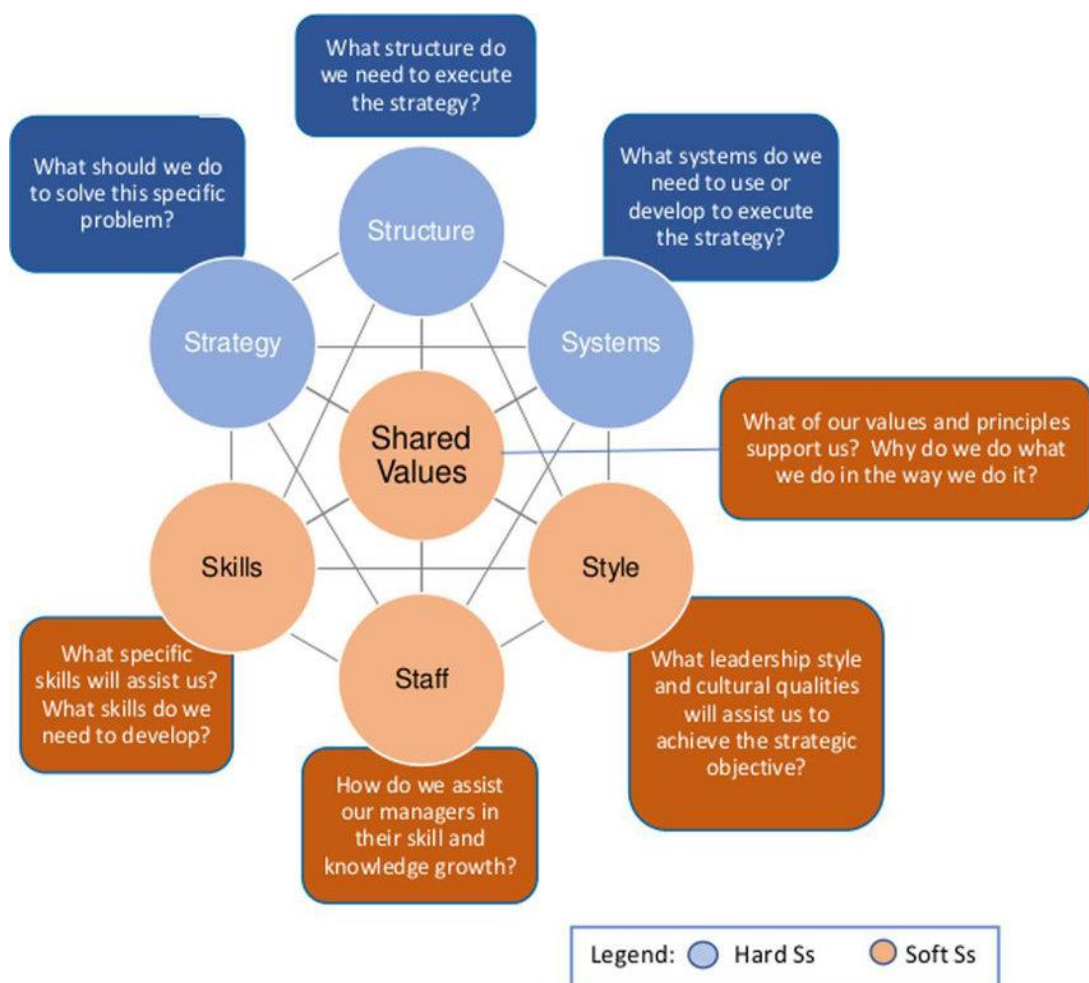 What structure do
we need to execute
the strategy?
What should we do
to solve this specific
problem?
What systems do we
need to use or
develop to execute
the strategy?
Structure
Strategy
Systems
Shared
Values
What of our values and principles
support us?  Why do we do what
we do in the way we do it?
Skills
Style
Staff
What specific
skills will assist us?
What skills do we
need to develop?
What leadership style
and cultural qualities
will assist us to
achieve the strategic
objective?
How do we assist
our managers in
their skill and
knowledge growth?
Legend: Hard Ss Soft Ss